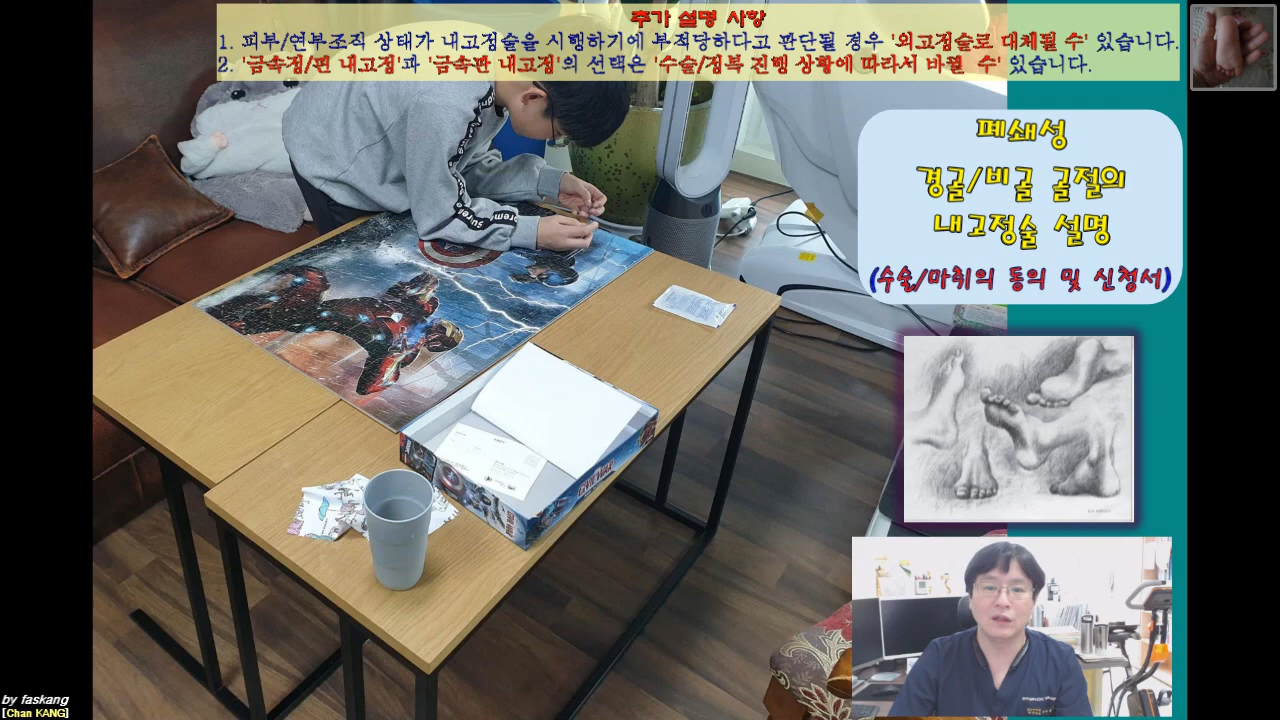 추가 설명 사항
1. 피부/연부조직 상태가 내고정술을 시행하기에 부적당하다고 판단될 경우 '외고정술로 대체될 수' 있습니다.
2. '금속정/핀 내고정'과 '금속판 내고정'의 선택은 '수술/정복 진행 상황에 따라서 바뀔 수' 있습니다.
폐쇄성
경골/비골 골절의
내고정술 설명
(수술/마취의 동의 및 신청서)
by faskang
[Chan KANG]